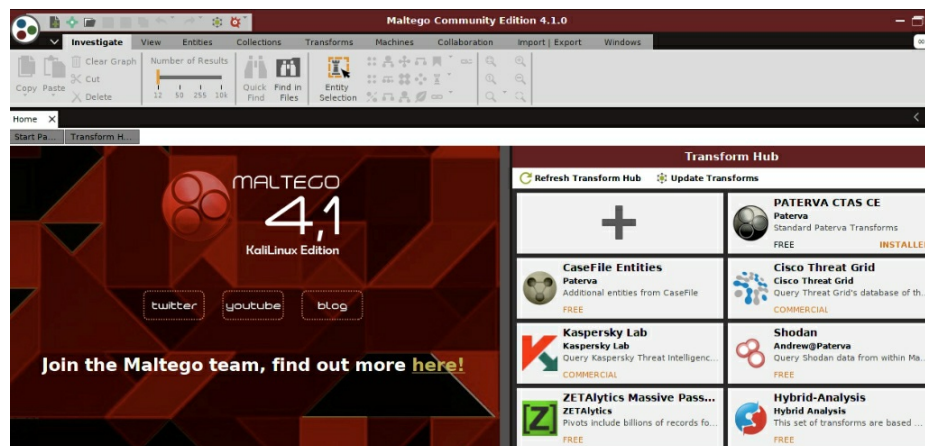 Maltego Community Edition 4.1.0
Investigate View Entities Collections Transforms Machines Collaboration Import | Export Windows
Copy Paste
Clear Graph
Cut
Delete
Number of Results
12 50 255 10k
Quick Find
Find in Files
Entity Selection
Home X
Start Pa... Transform H...
MALTEGO
4,1
KaliLinux Edition
twitter youtube blog
Join the Maltego team, find out more here!
Transform Hub
Refresh Transform Hub Update Transforms
PATERVA CTAS CE
Paterva
Standard Paterva Transforms
FREE INSTALLE
CaseFile Entities
Paterva
Additional entities from CaseFile
FREE
Cisco Threat Grid
Cisco Threat Grid
Query Threat Grid's database of th...
COMMERCIAL
Kaspersky Lab
Kaspersky Lab
Query Kaspersky Threat Intelligenc...
COMMERCIAL
Shodan
Andrew@Paterva
Query Shodan data from within Ma...
FREE
ZETAlytics Massive Pass...
ZETAlytics
Pivots include billions of records fo...
FREE
Hybrid-Analysis
Hybrid Analysis
This set of transforms are based ...
FREE